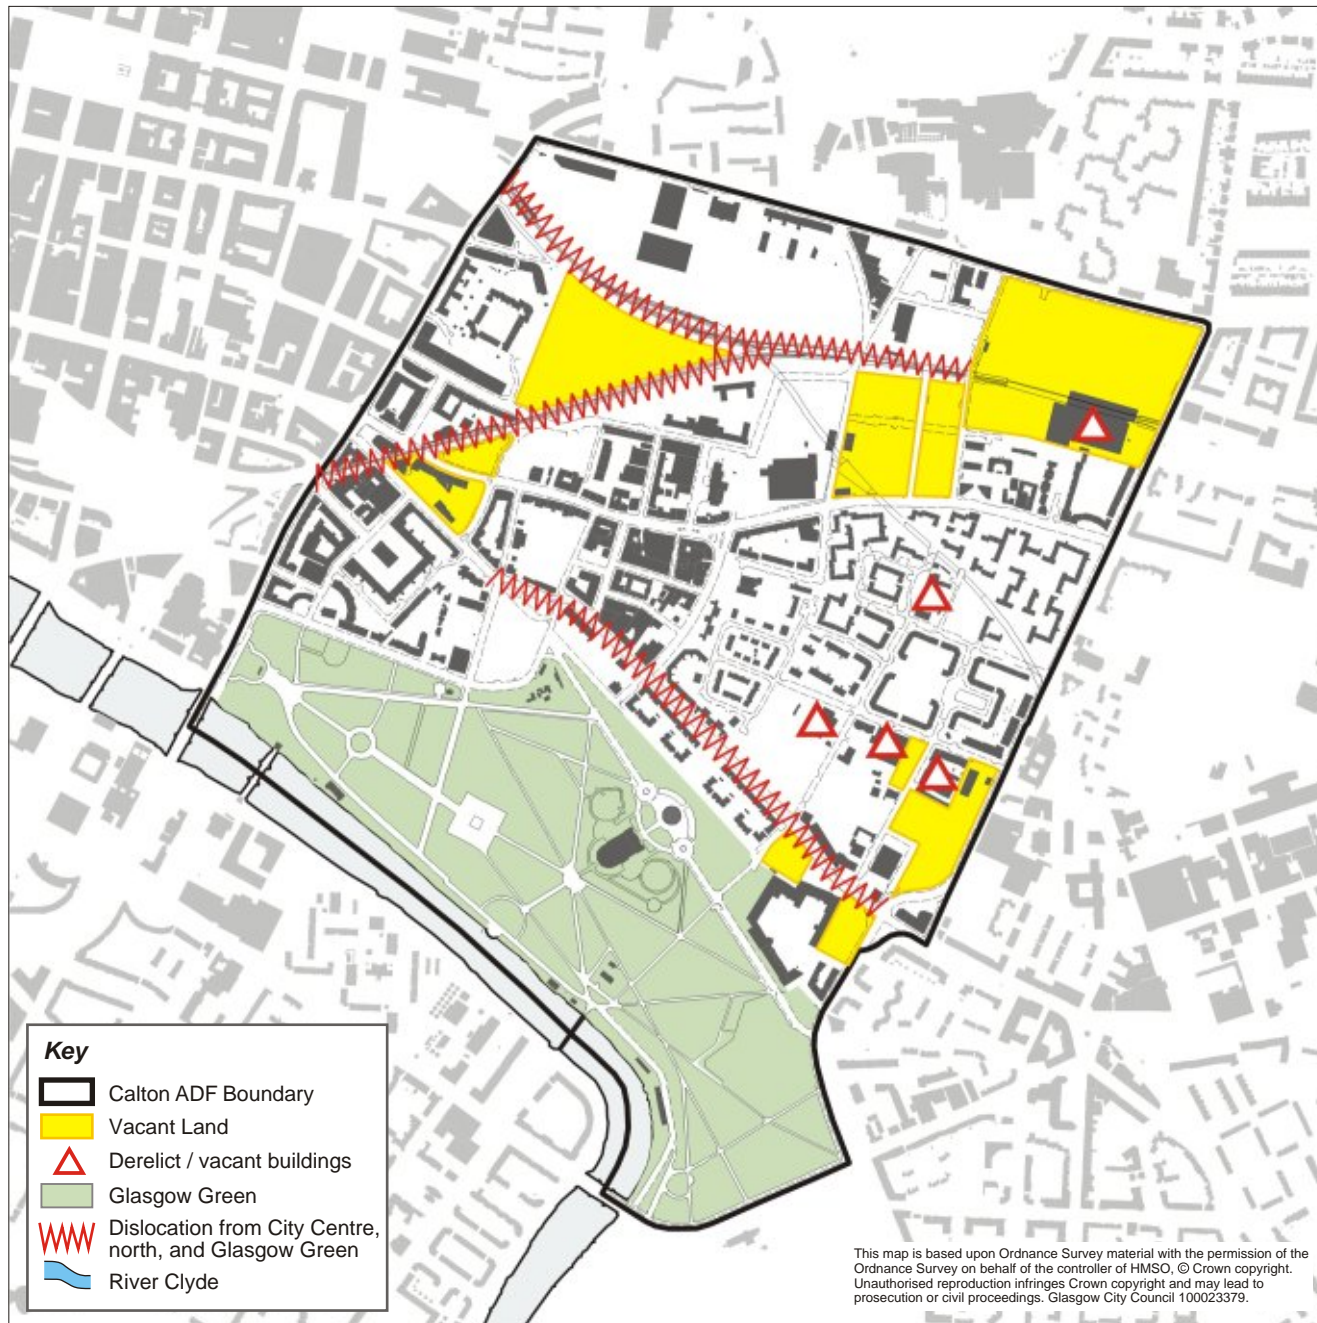 Key
Calton ADF Boundary
Vacant Land
Derelict / vacant buildings
Glasgow Green
Dislocation from City Centre,
north, and Glasgow Green
River Clyde
This map is based upon Ordnance Survey material with the permission of the
Ordnance Survey on behalf of the controller of HMSO, © Crown copyright.
Unauthorised reproduction infringes Crown copyright and may lead to
prosecution or civil proceedings. Glasgow City Council 100023379.